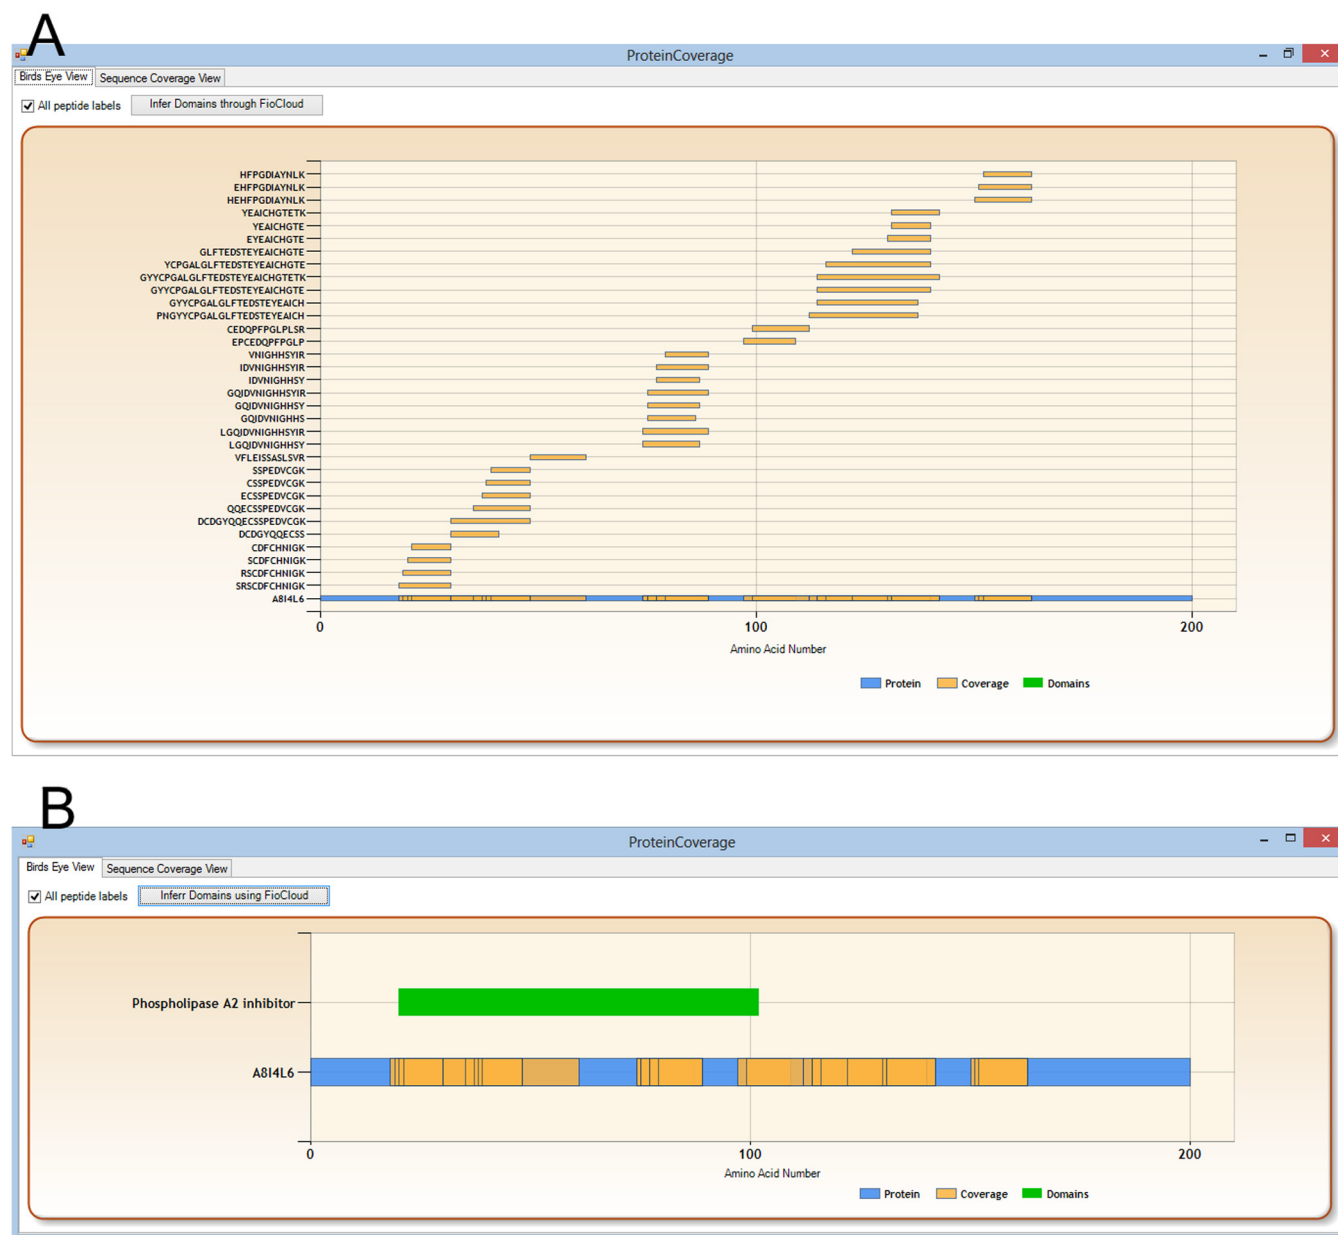 A
ProteinCoverage
Birds Eye View Sequence Coverage View
All peptide labels Infer Domains through FioCloud
HFPGDIAYNLK
EHFPGDIAYNLK
HEHFPGDIAYNLK
YEAICHGTETK
YEAICHGTE
EYEAICHGTE
GLFTEDSTEYEAICHGTE
YCPGALGLFTEDSTEYEAICHGTE
GYYCPGALGLFTEDSTEYEAICHGTETK
GYYCPGALGLFTEDSTEYEAICHGTE
GYYCPGALGLFTEDSTEYEAICH
PNGYYCPGALGLFTEDSTEYEAICH
CEDQPFPGLPLSR
EPCEDQPFPGLP
VNIGHHSYIR
IDVNIGHHSYIR
IDVNIGHHSY
GQIDVNIGHHSYIR
GQIDVNIGHHSY
GQIDVNIGHHS
LGQIDVNIGHHSYIR
LGQIDVNIGHHSY
VFLEISSASLSVR
SSPEDVCGK
CSSPEDVCGK
ECSSPEDVCGK
QQECSSPEDVCGK
DCDGYQQECSSPEDVCGK
DCDGYQQECSS
CDFCHNIGK
SCDFCHNIGK
RSCDFCHNIGK
SRSCDFCHNIGK
A8I4L6
0 100 200
Amino Acid Number
Protein Coverage Domains
B
ProteinCoverage
Birds Eye View Sequence Coverage View
All peptide labels Inferr Domains using FioCloud
Phospholipase A2 inhibitor
A8I4L6
0 100 200
Amino Acid Number
Protein Coverage Domains